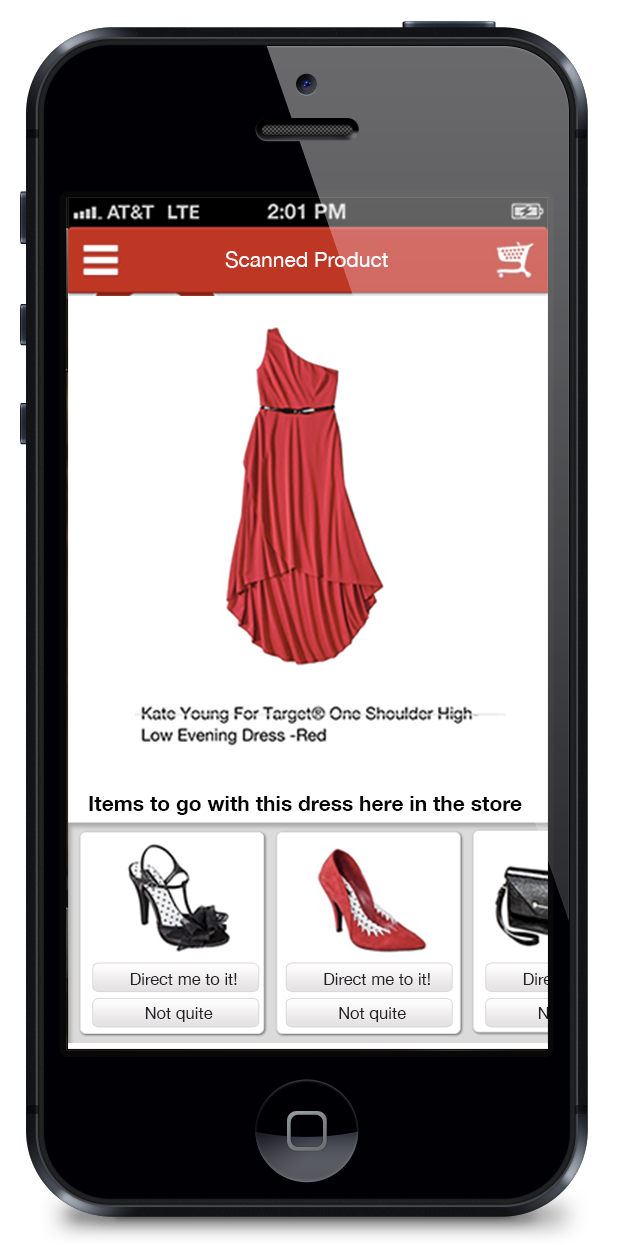 AT&T LTE 2:01 PM
Scanned Product
Kate Young For Target® One Shoulder High-
Low Evening Dress -Red
Items to go with this dress here in the store
Direct me to it! Direct me to it! Dire
Not quite Not quite N